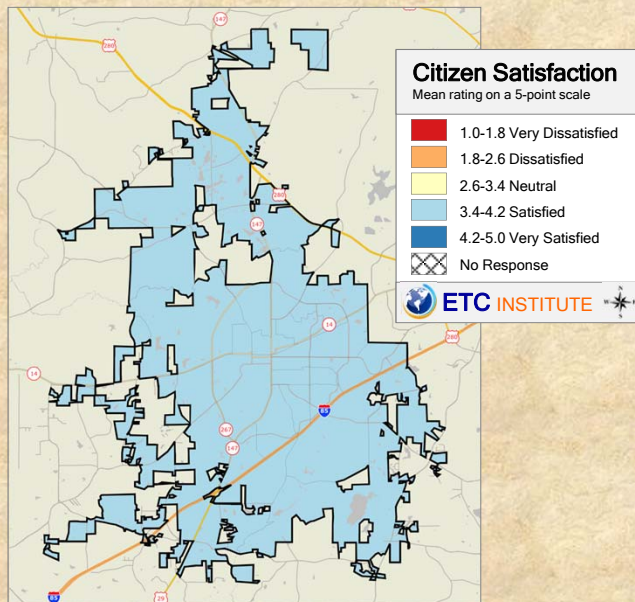 147
280
Citizen Satisfaction
Mean rating on a 5-point scale
1.0-1.8 Very Dissatisfied
1.8-2.6 Dissatisfied
2.6-3.4 Neutral
3.4-4.2 Satisfied
4.2-5.0 Very Satisfied
No Response
ETC INSTITUTE
N
W
S
280
147
14
280
14
85
267
147
85
29